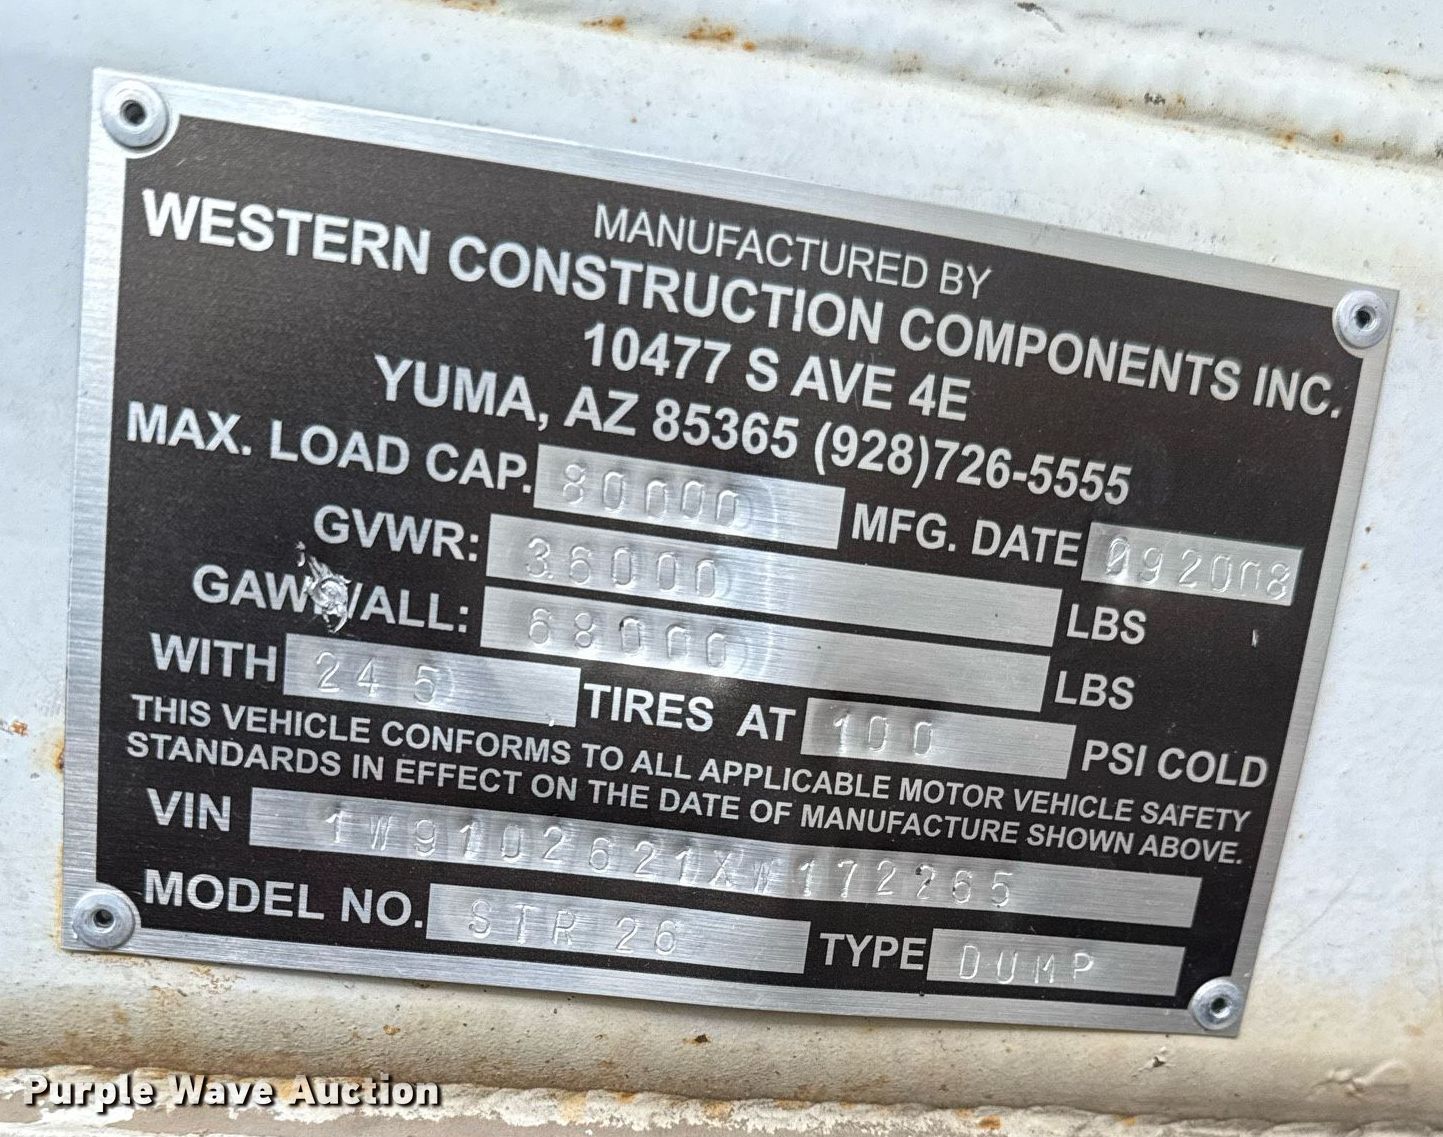 MANUFACTURED BY
WESTERN CONSTRUCTION COMPONENTS INC.
10477 S AVE 4E
YUMA, AZ 85365 (928)726-5555
MAX. LOAD CAP. 80000 MFG. DATE 092008
GVWR: 36000 LBS
GAWR/ALL: 68000 LBS
WITH 245 TIRES AT 100 PSI COLD
THIS VEHICLE CONFORMS TO ALL APPLICABLE MOTOR VEHICLE SAFETY
STANDARDS IN EFFECT ON THE DATE OF MANUFACTURE SHOWN ABOVE.
VIN 1W9102621XW172265
MODEL NO. STR 26 TYPE DUMP
Purple Wave Auction